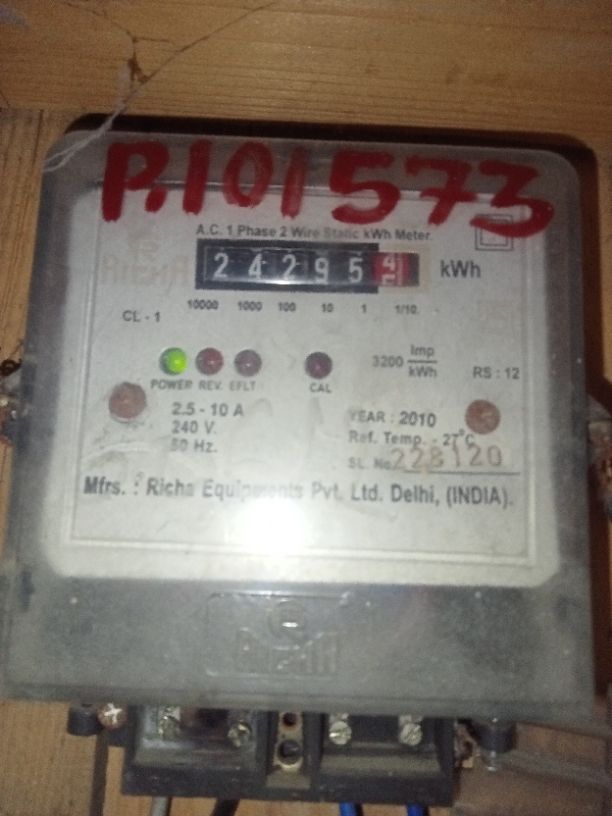 P.101573
A.C. 1 Phase 2 Wire Static kWh Meter.
24295 kWh
10000 1000 100 10 1 1/10.
CL - 1
3200 Imp/kWh
RS : 12
POWER REV. EFLT CAL
2.5 - 10 A
240 V.
50 Hz.
YEAR : 2010
Ref. Temp. - 27°C
SL. No. 228120
Mfrs. : Richa Equipments Pvt. Ltd. Delhi, (INDIA).
RICHA